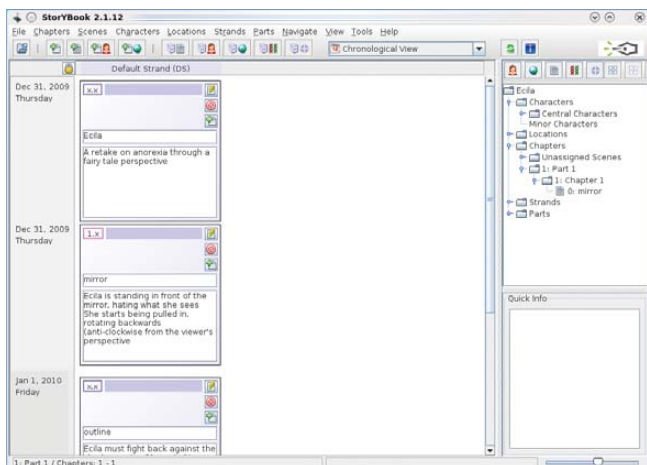 StorYBook 2.1.12
File Chapters Scenes Characters Locations Strands Parts Navigate View Tools Help
Chronological View
Default Strand (DS)
Dec 31, 2009
Thursday
x.x
Ecila
A retake on anorexia through a
fairy tale perspective
Dec 31, 2009
Thursday
1.x
mirror
Ecila is standing in front of the
mirror, hating what she sees
She starts being pulled in,
rotating backwards
(anti-clockwise from the viewer's
perspective
Jan 1, 2010
Friday
x.x
outline
Ecila must fight back against the
1: Part 1 / Chapters: 1 - 1
Ecila
Characters
Central Characters
Minor Characters
Locations
Chapters
Unassigned Scenes
1: Part 1
1: Chapter 1
0: mirror
Strands
Parts
Quick Info